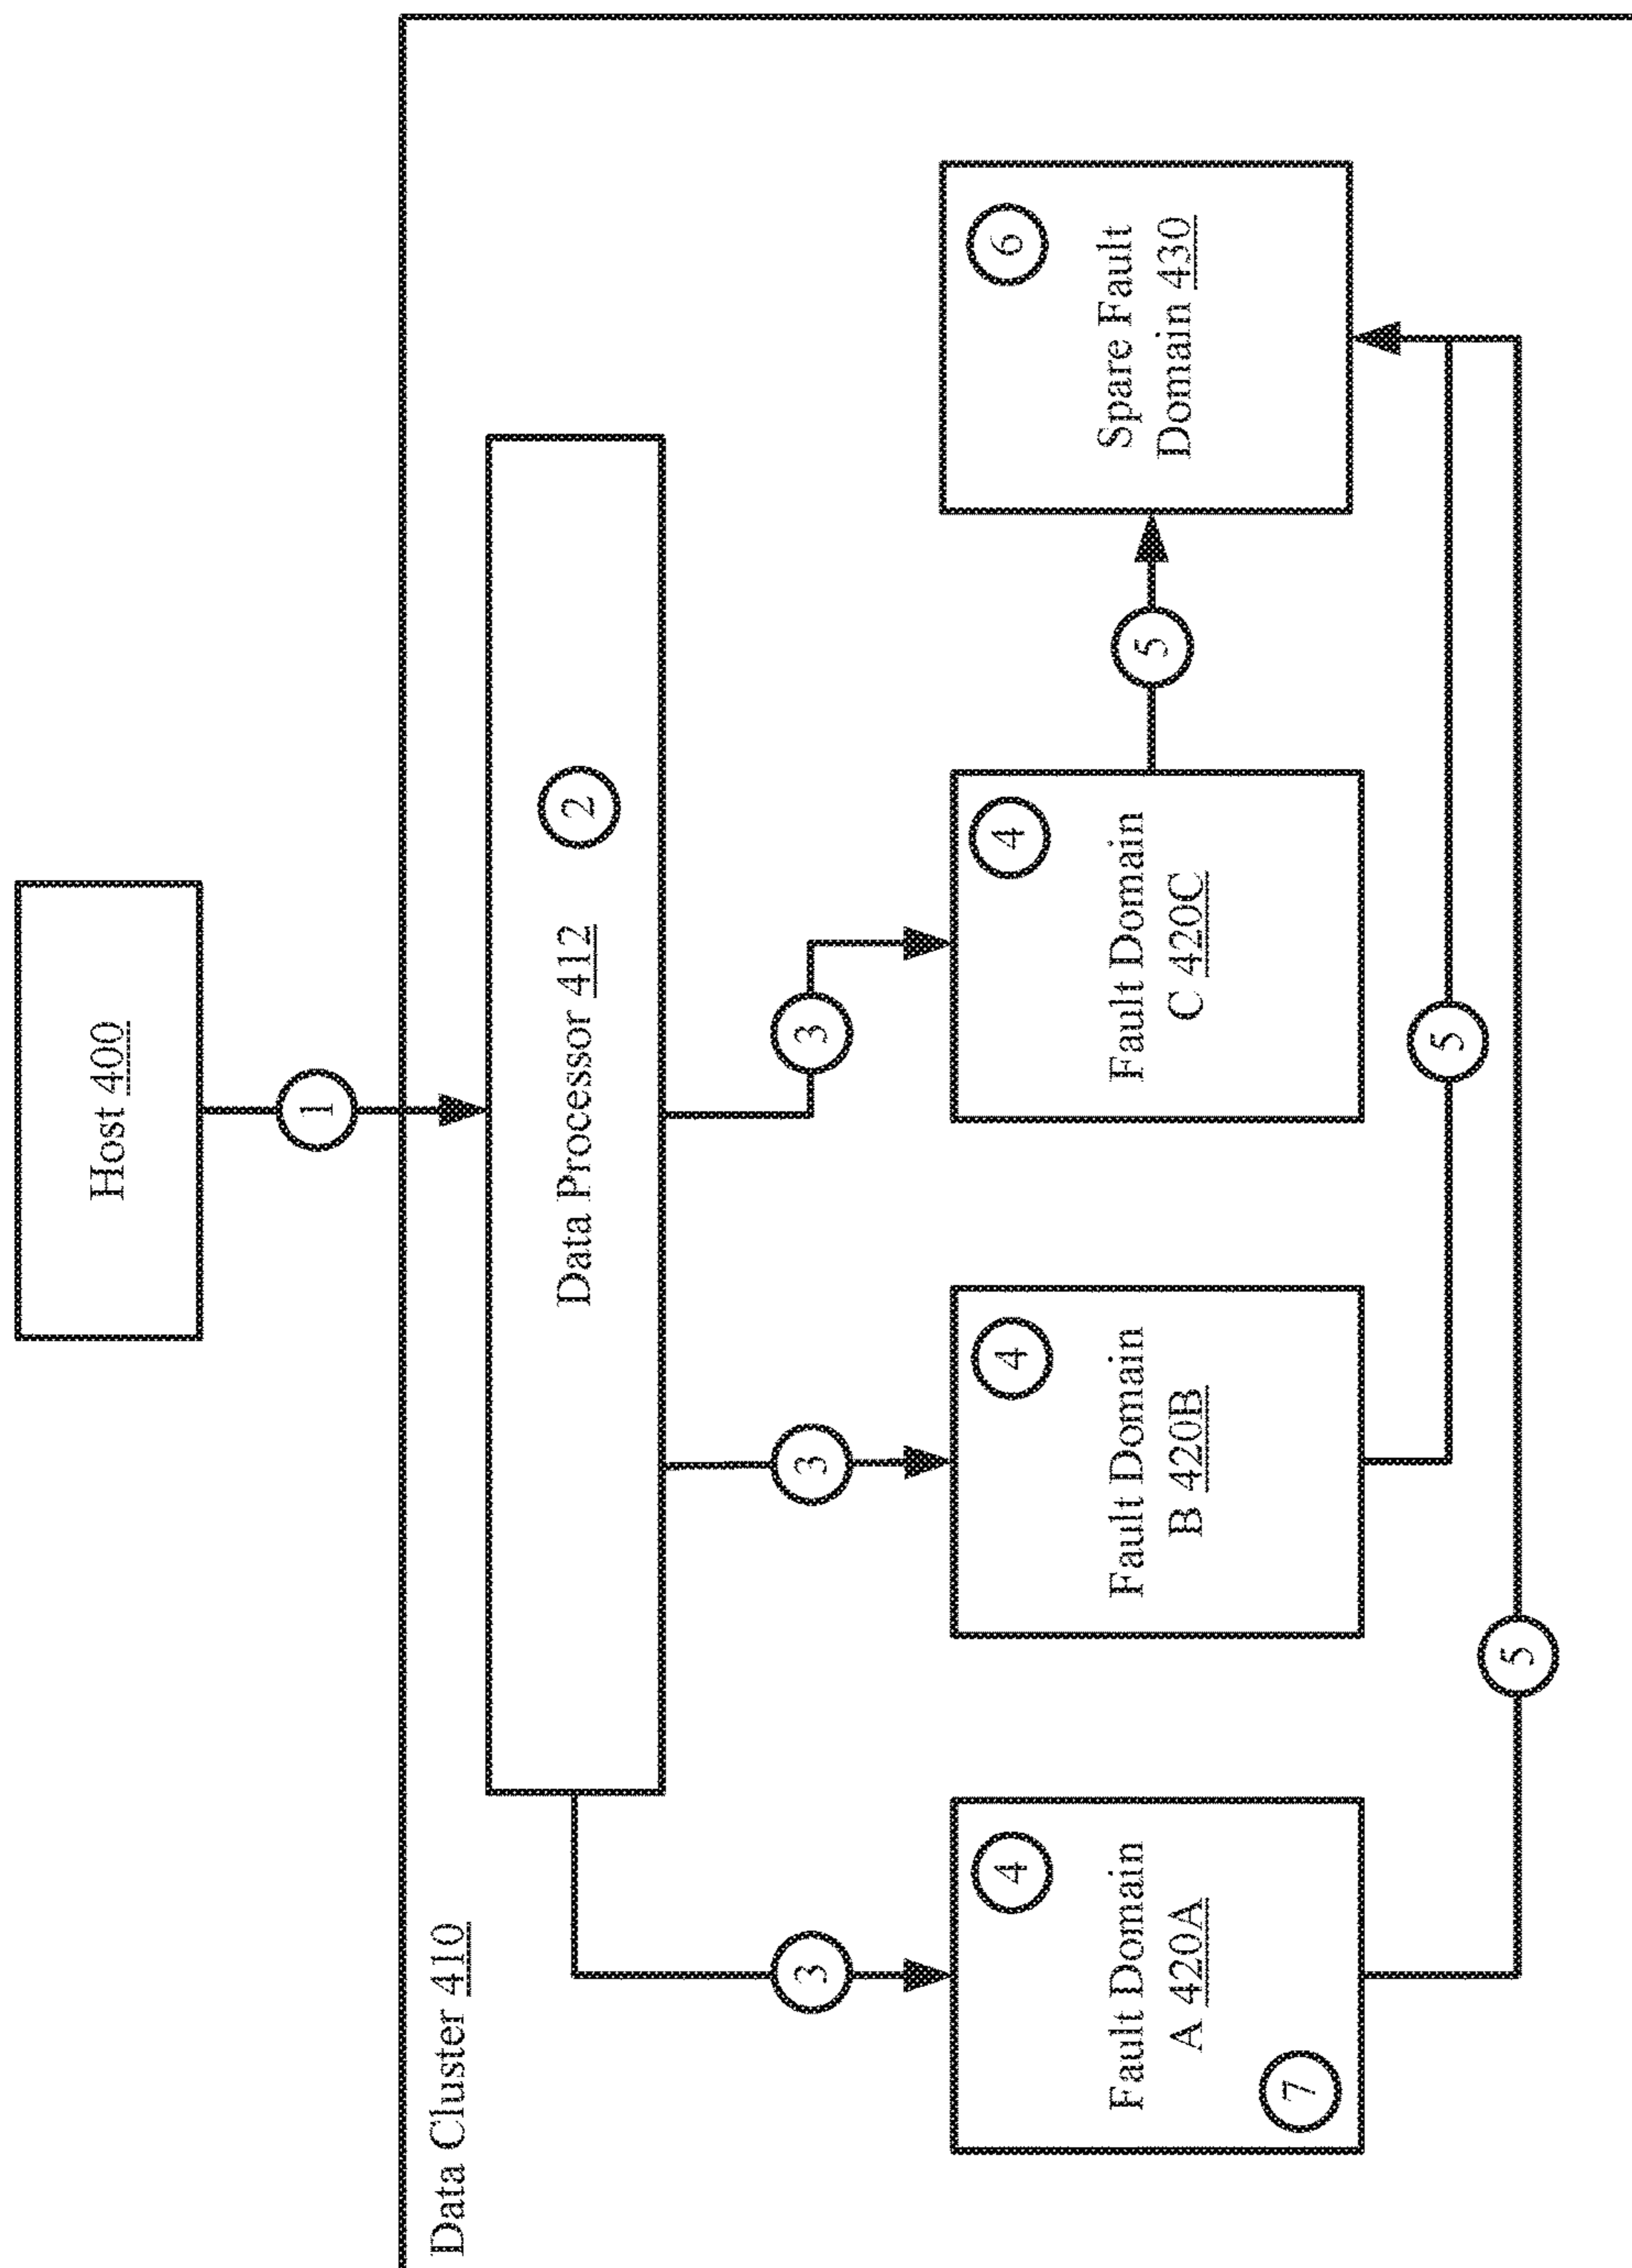 Host 400
1
Data Cluster 410
Data Processor 412
2
3
3
3
4
Fault Domain
A 420A
7
4
Fault Domain
B 420B
4
Fault Domain
C 420C
5
6
Spare Fault
Domain 430
5
5